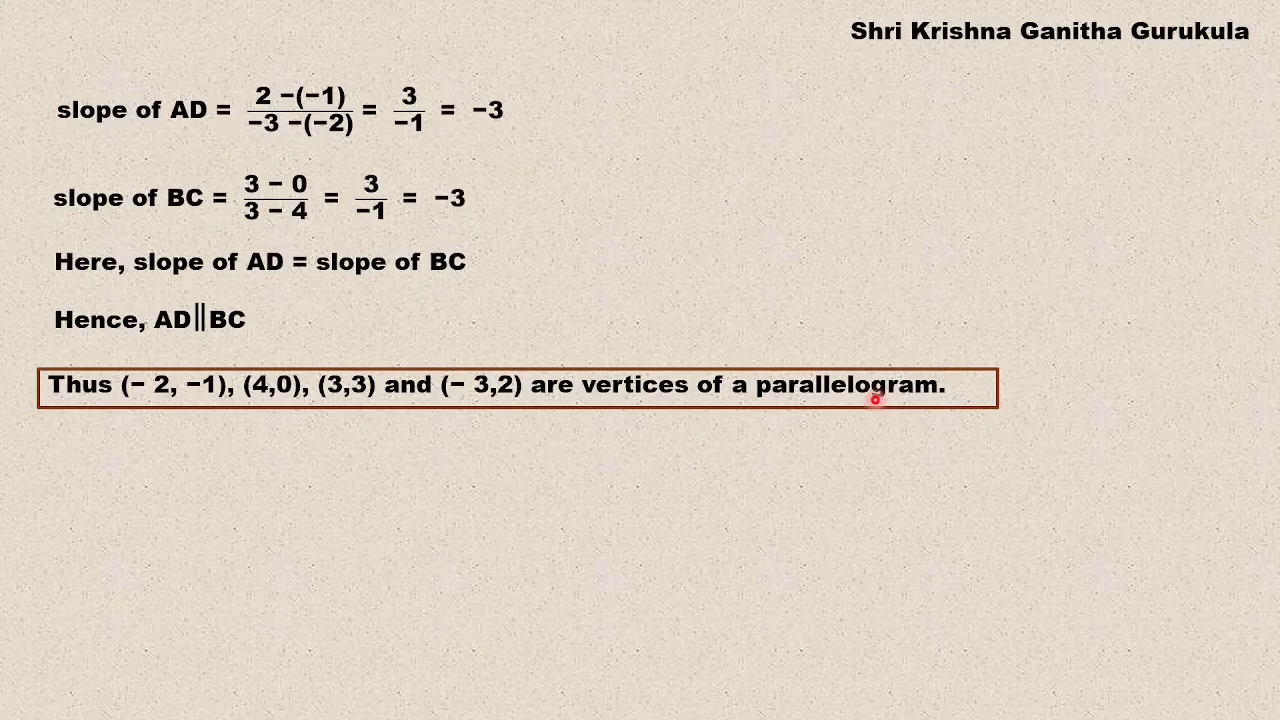 Shri Krishna Ganitha Gurukula
slope of AD = 2 −(−1) / −3 −(−2) = 3 / −1 = −3
slope of BC = 3 − 0 / 3 − 4 = 3 / −1 = −3
Here, slope of AD = slope of BC
Hence, AD||BC
Thus (− 2, −1), (4,0), (3,3) and (− 3,2) are vertices of a parallelogram.